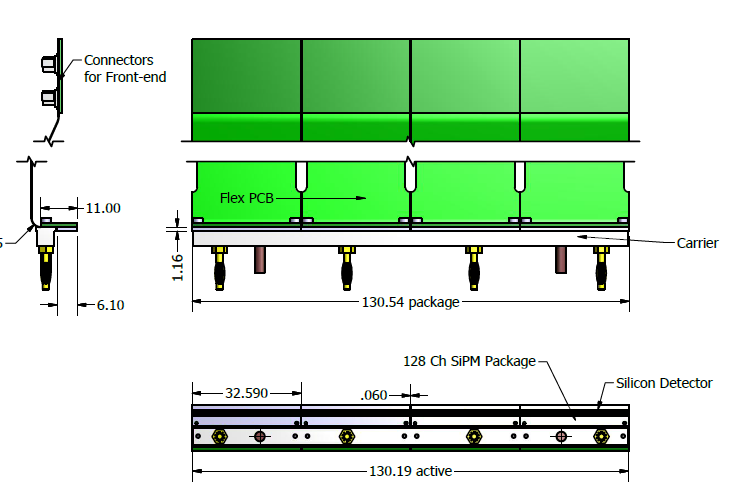 Connectors
for Front-end
11.00
Flex PCB
Carrier
1.16
6.10
130.54 package
128 Ch SiPM Package
32.590
.060
Silicon Detector
130.19 active